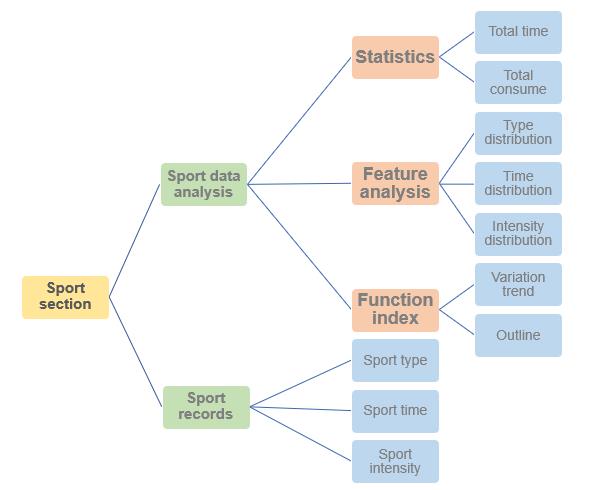 Sport
section
Sport data
analysis
Sport
records
Statistics
Feature
analysis
Function
index
Sport type
Sport time
Sport
intensity
Total time
Total
consume
Type
distribution
Time
distribution
Intensity
distribution
Variation
trend
Outline